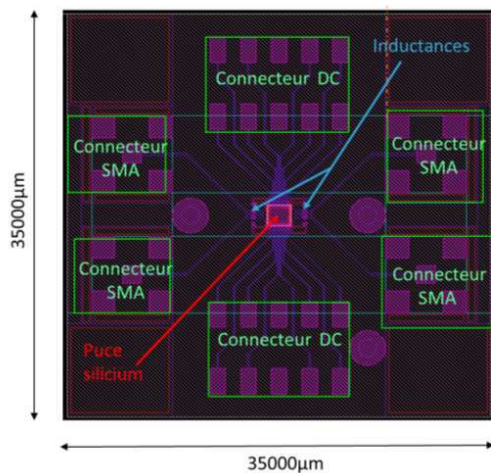 Inductances
Connecteur DC
Connecteur
SMA
Connecteur
SMA
35000µm
Connecteur
SMA
Connecteur
SMA
Connecteur DC
Puce
silicium
35000µm